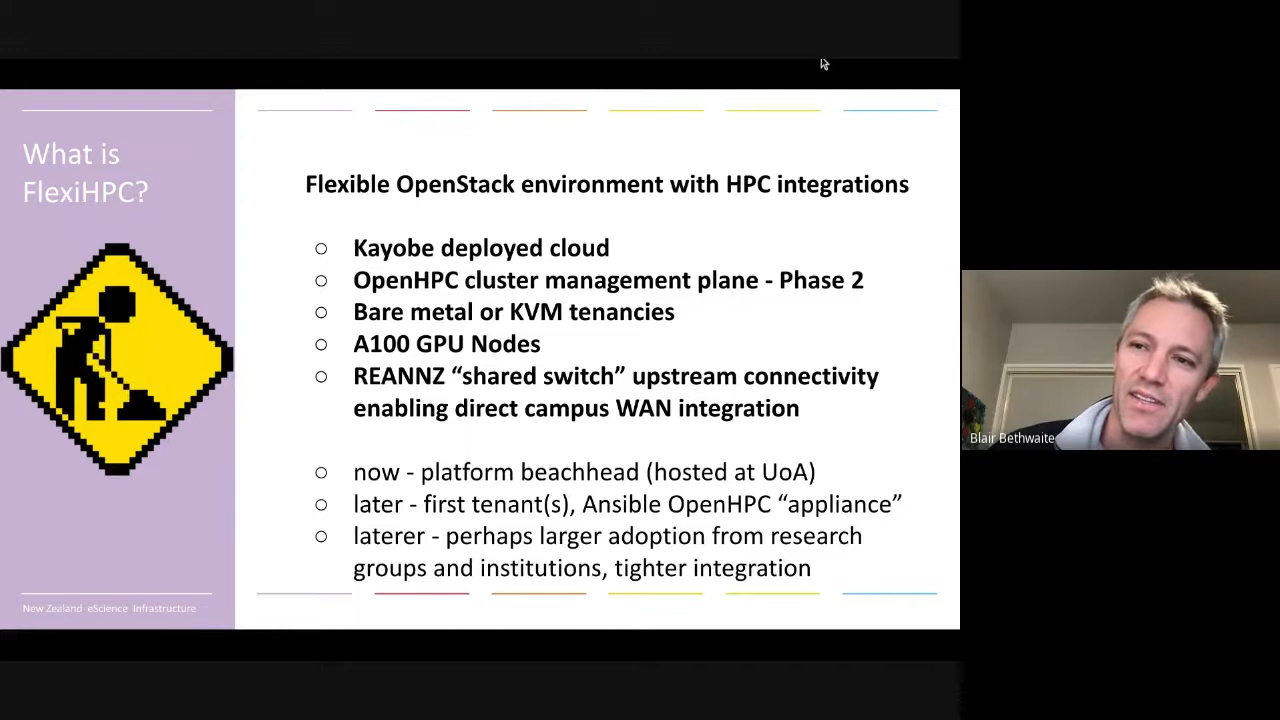 What is
FlexiHPC?
New Zealand eScience Infrastructure
Flexible OpenStack environment with HPC integrations
○ Kayobe deployed cloud
○ OpenHPC cluster management plane - Phase 2
○ Bare metal or KVM tenancies
○ A100 GPU Nodes
○ REANNZ “shared switch” upstream connectivity
enabling direct campus WAN integration
○ now - platform beachhead (hosted at UoA)
○ later - first tenant(s), Ansible OpenHPC “appliance”
○ laterer - perhaps larger adoption from research
groups and institutions, tighter integration
Blair Bethwaite